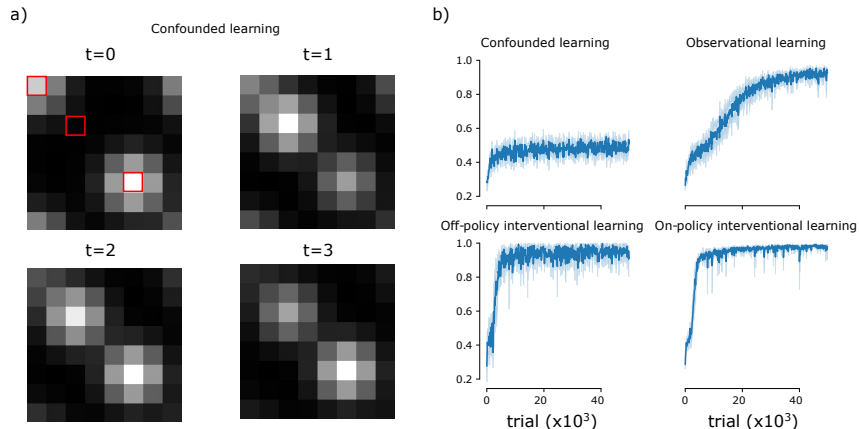 a)
Confounded learning
t=0
t=1
t=2
t=3
b)
Confounded learning
Observational learning
1.0
0.8
0.6
0.4
0.2
Off-policy interventional learning
On-policy interventional learning
1.0
0.8
0.6
0.4
0.2
0
20
40
0
20
40
trial (x10³)
trial (x10³)